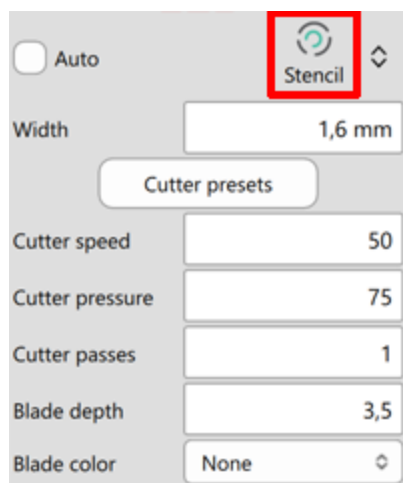 Auto
Stencil
Width 1,6 mm
Cutter presets
Cutter speed 50
Cutter pressure 75
Cutter passes 1
Blade depth 3,5
Blade color None